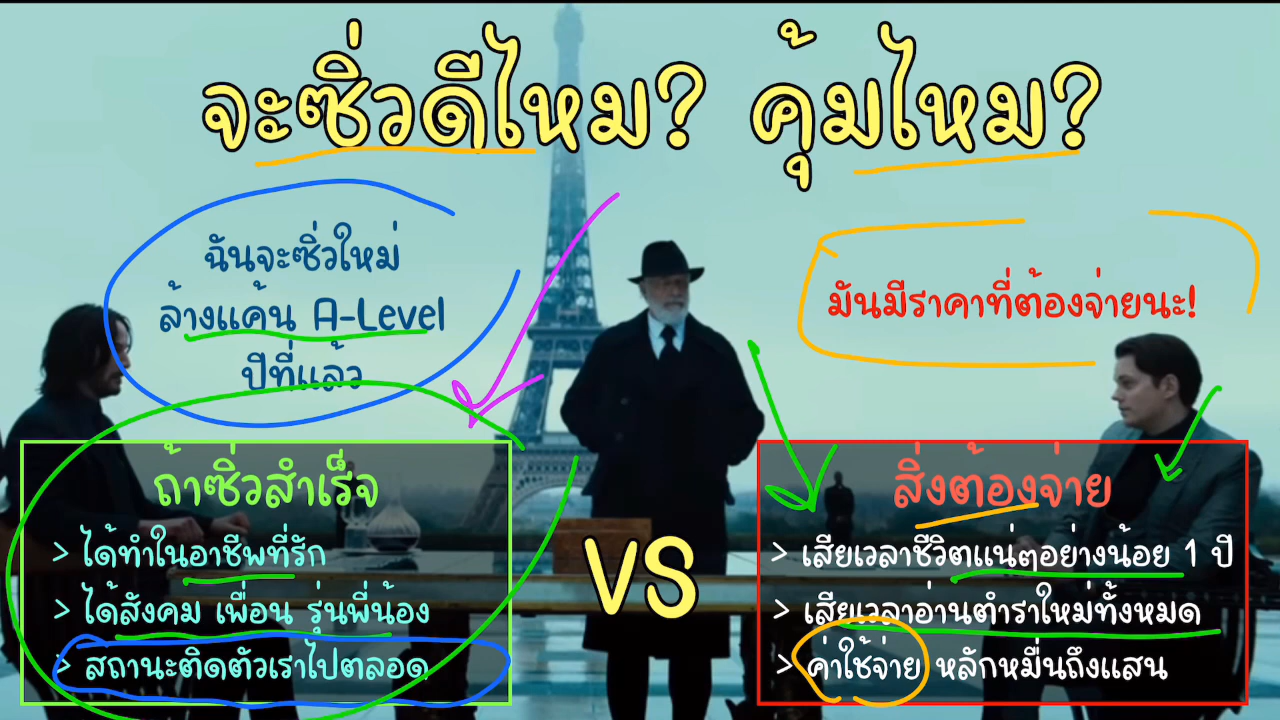 จะซิ่วดีไหม? คุ้มไหม?
ฉันจะซิ่วใหม่
ล้างแค้น A-Level
ปีที่แล้ว
มันมีราคาที่ต้องจ่ายนะ!
ถ้าซิ่วสำเร็จ
> ได้ทำในอาชีพที่รัก
> ได้สังคม เพื่อน รุ่นพี่น้อง
> สถานะติดตัวเราไปตลอด
VS
สิ่งต้องจ่าย
> เสียเวลาชีวิตแน่ๆอย่างน้อย 1 ปี
> เสียเวลาอ่านตำราใหม่ทั้งหมด
> ค่าใช้จ่าย หลักหมื่นถึงแสน